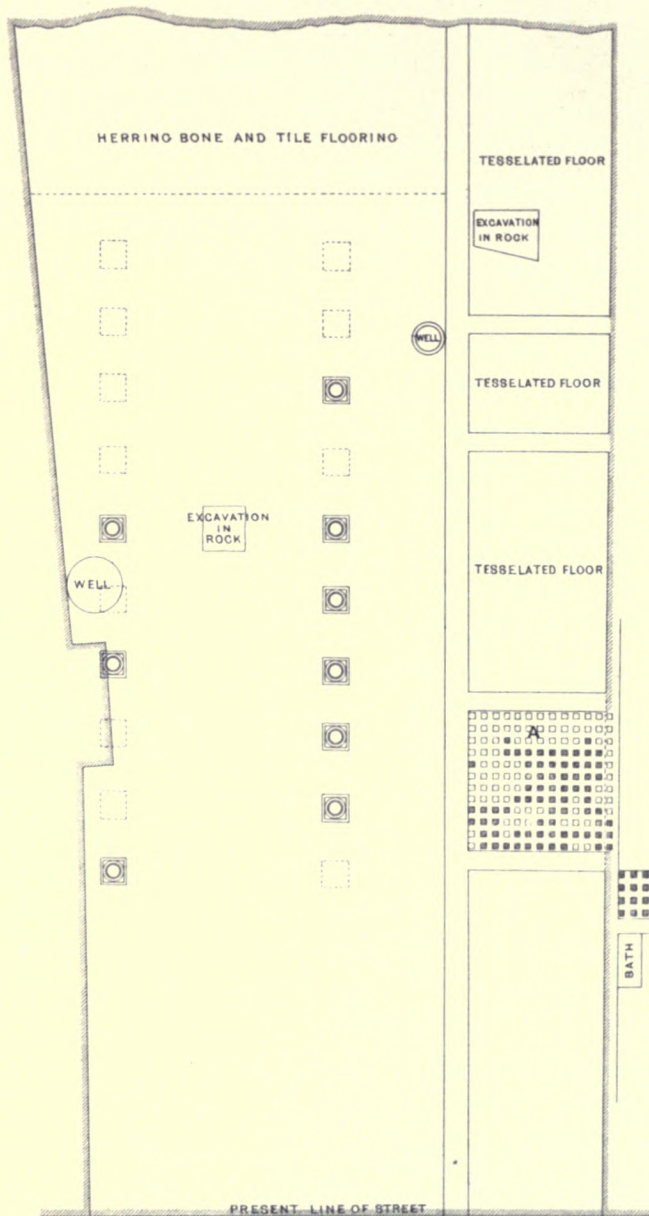 HERRING BONE AND TILE FLOORING
TESSELATED FLOOR
EXCAVATION
IN ROCK
WELL
TESSELATED FLOOR
EXCAVATION
IN
ROCK
TESSELATED FLOOR
WELL
A
BATH
PRESENT LINE OF STREET